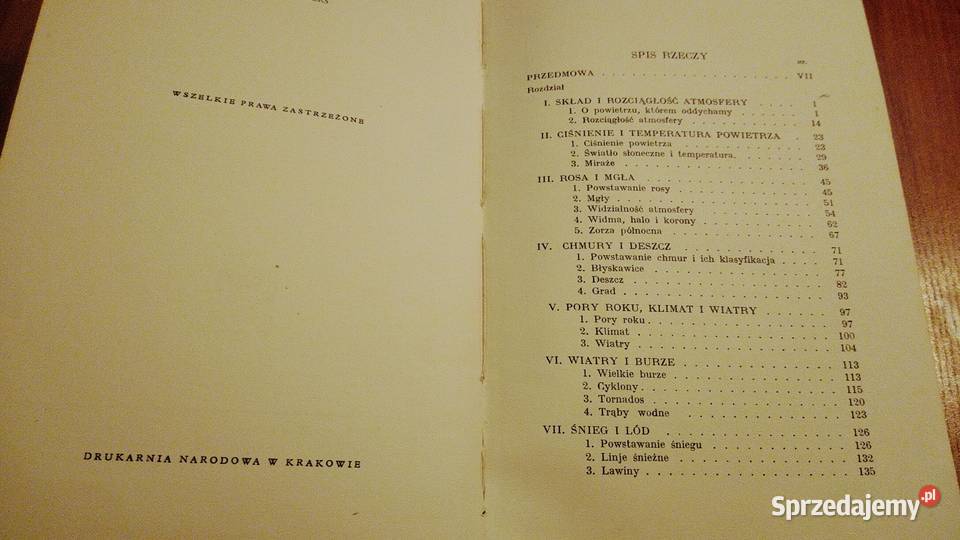 WSZELKIE PRAWA ZASTRZEŻONE
DRUKARNIA NARODOWA W KRAKOWIE
SPIS RZECZY
str.
PRZEDMOWA . . . . . . . . . . . . . . VII
Rozdział
I. SKŁAD I ROZCIĄGŁOŚĆ ATMOSFERY . . . . . 1
1. O powietrzu, którem oddychamy . . . . . . 1
2. Rozciągłość atmosfery . . . . . . . . . 14
II. CIŚNIENIE I TEMPERATURA POWIETRZA . . 23
1. Ciśnienie powietrza . . . . . . . . . . 23
2. Światło słoneczne i temperatura. . . . . . 29
3. Miraże . . . . . . . . . . . . . . 36
III. ROSA I MGŁA . . . . . . . . . . . . 45
1. Powstawanie rosy . . . . . . . . . . 45
2. Mgły . . . . . . . . . . . . . . . 51
3. Widzialność atmosfery . . . . . . . . . 54
4. Widma, halo i korony . . . . . . . . . 62
5. Zorza północna . . . . . . . . . . . 67
IV. CHMURY I DESZCZ . . . . . . . . . . 71
1. Powstawanie chmur i ich klasyfikacja . . . . 71
2. Błyskawice . . . . . . . . . . . . . 77
3. Deszcz . . . . . . . . . . . . . . 82
4. Grad . . . . . . . . . . . . . . . 93
V. PORY ROKU, KLIMAT I WIATRY . . . . . . 97
1. Pory roku . . . . . . . . . . . . . 97
2. Klimat . . . . . . . . . . . . . . 100
3. Wiatry . . . . . . . . . . . . . . 104
VI. WIATRY I BURZE . . . . . . . . . . . 113
1. Wielkie burze . . . . . . . . . . . 113
2. Cyklony . . . . . . . . . . . . . . 115
3. Tornados . . . . . . . . . . . . . 120
4. Trąby wodne . . . . . . . . . . . 123
VII. ŚNIEG I LÓD . . . . . . . . . . . . 126
1. Powstawanie śniegu . . . . . . . . . 126
2. Linje śnieżne . . . . . . . . . . . . 132
3. Lawiny . . . . . . . . . . . . . . 135
Sprzedajemy.pl